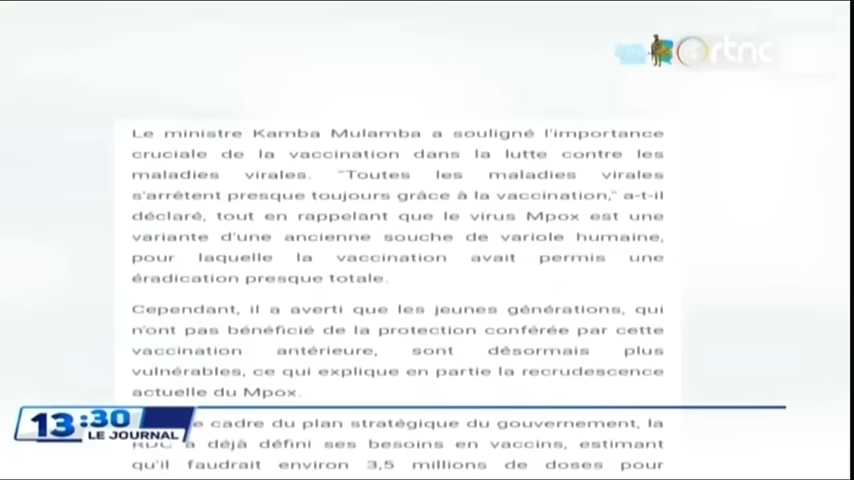 rtnc
Le ministre Kamba Mulamba a souligné l'importance
cruciale de la vaccination dans la lutte contre les
maladies virales. "Toutes les maladies virales
s'arrêtent presque toujours grâce à la vaccination," a-t-il
déclaré, tout en rappelant que le virus Mpox est une
variante d'une ancienne souche de variole humaine,
pour laquelle la vaccination avait permis une
éradication presque totale.
Cependant, il a averti que les jeunes générations, qui
n'ont pas bénéficié de la protection conférée par cette
vaccination antérieure, sont désormais plus
vulnérables, ce qui explique en partie la recrudescence
actuelle du Mpox.
cadre du plan stratégique du gouvernement, la
RDC a déjà défini ses besoins en vaccins, estimant
qu'il faudrait environ 3,5 millions de doses pour
13:30
LE JOURNAL